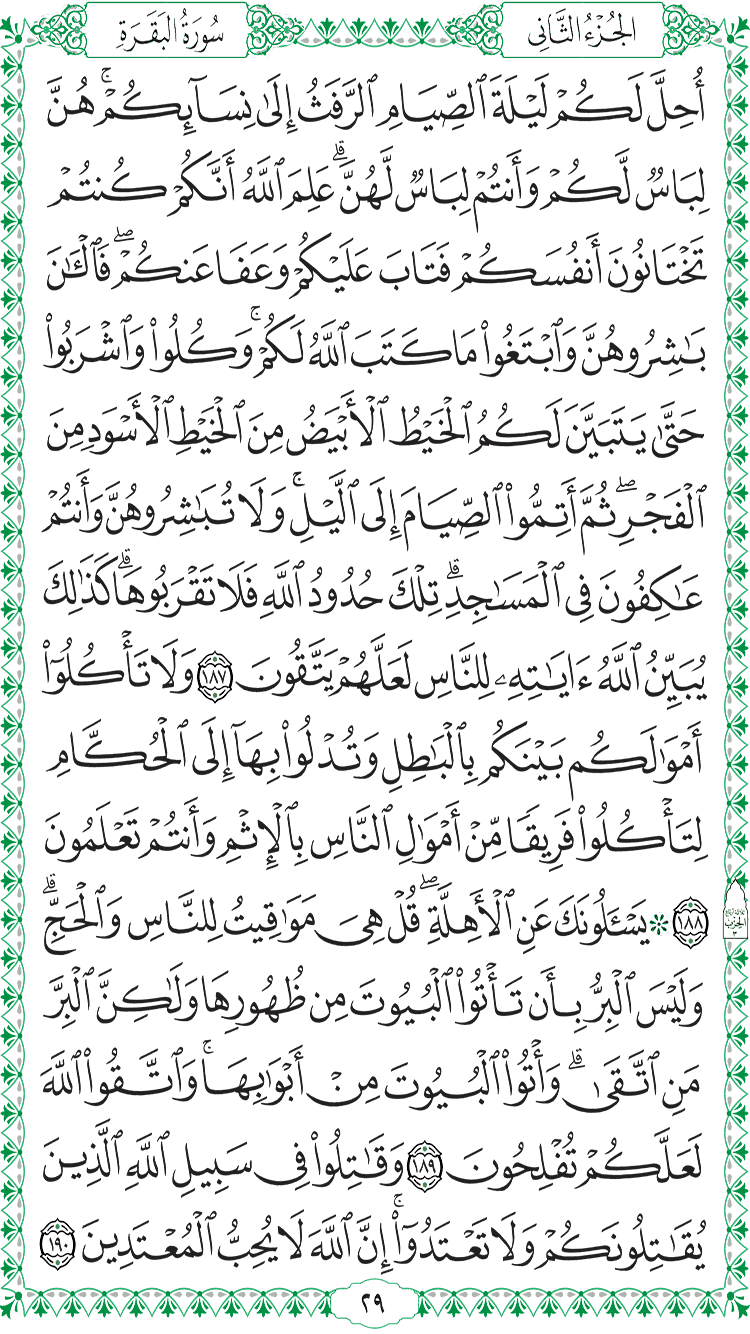 الجُزْءُ الثَّانِي
سُورَةُ البَقَرَةِ
أُحِلَّ لَكُمْ لَيْلَةَ ٱلصِّيَامِ ٱلرَّفَثُ إِلَىٰ نِسَآئِكُمْۚ هُنَّ
لِبَاسٌ لَّكُمْ وَأَنتُمْ لِبَاسٌ لَّهُنَّۗ عَلِمَ ٱللَّهُ أَنَّكُمْ كُنتُمْ
تَخْتَانُونَ أَنفُسَكُمْ فَتَابَ عَلَيْكُمْ وَعَفَا عَنكُمْۖ فَٱلْـَٰٔنَ
بَـٰشِرُوهُنَّ وَٱبْتَغُوا۟ مَا كَتَبَ ٱللَّهُ لَكُمْۚ وَكُلُوا۟ وَٱشْرَبُوا۟
حَتَّىٰ يَتَبَيَّنَ لَكُمُ ٱلْخَيْطُ ٱلْأَبْيَضُ مِنَ ٱلْخَيْطِ ٱلْأَسْوَدِ مِنَ
ٱلْفَجْرِۖ ثُمَّ أَتِمُّوا۟ ٱلصِّيَامَ إِلَى ٱلَّيْلِۚ وَلَا تُبَـٰشِرُوهُنَّ وَأَنتُمْ
عَـٰكِفُونَ فِى ٱلْمَسَـٰجِدِۗ تِلْكَ حُدُودُ ٱللَّهِ فَلَا تَقْرَبُوهَاۗ كَذَٰلِكَ
يُبَيِّنُ ٱللَّهُ ءَايَـٰتِهِۦ لِلنَّاسِ لَعَلَّهُمْ يَتَّقُونَ ١٨٧ وَلَا تَأْكُلُوٓا۟
أَمْوَٰلَكُم بَيْنَكُم بِٱلْبَـٰطِلِ وَتُدْلُوا۟ بِهَآ إِلَى ٱلْحُكَّامِ
لِتَأْكُلُوا۟ فَرِيقًا مِّنْ أَمْوَٰلِ ٱلنَّاسِ بِٱلْإِثْمِ وَأَنتُمْ تَعْلَمُونَ
١٨٨ ۞ يَسْـَٔلُونَكَ عَنِ ٱلْأَهِلَّةِۖ قُلْ هِىَ مَوَٰقِيتُ لِلنَّاسِ وَٱلْحَجِّۗ
وَلَيْسَ ٱلْبِرُّ بِأَن تَأْتُوا۟ ٱلْبُيُوتَ مِن ظُهُورِهَا وَلَـٰكِنَّ ٱلْبِرَّ
مَنِ ٱتَّقَىٰۗ وَأْتُوا۟ ٱلْبُيُوتَ مِنْ أَبْوَٰبِهَاۚ وَٱتَّقُوا۟ ٱللَّهَ
لَعَلَّكُمْ تُفْلِحُونَ ١٨٩ وَقَـٰتِلُوا۟ فِى سَبِيلِ ٱللَّهِ ٱلَّذِينَ
يُقَـٰتِلُونَكُمْ وَلَا تَعْتَدُوٓا۟ۚ إِنَّ ٱللَّهَ لَا يُحِبُّ ٱلْمُعْتَدِينَ ١٩٠
٢٩